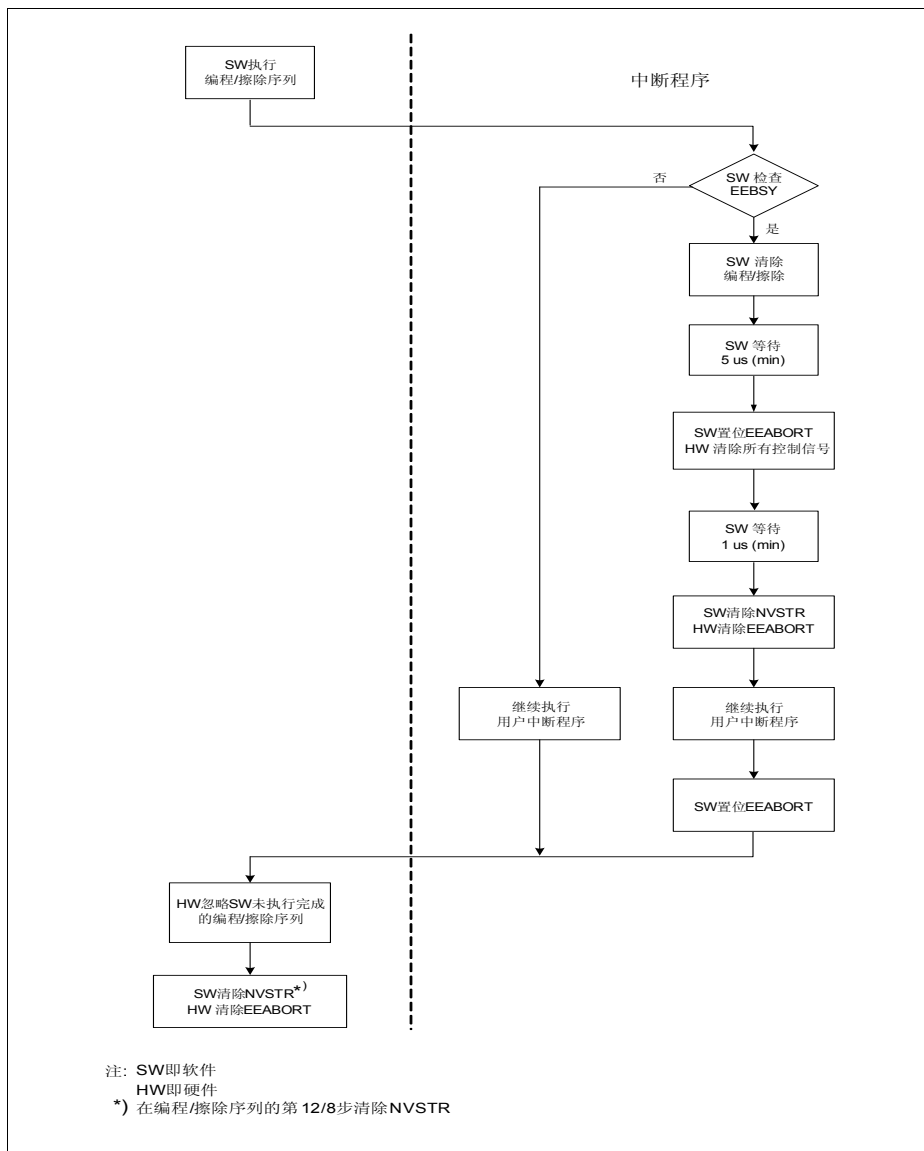 SW执行
编程/擦除序列
中断程序
SW 检查
EEBSY
否
是
SW 清除
编程/擦除
SW 等待
5 us (min)
SW置位EEABORT
HW 清除所有控制信号
SW 等待
1 us (min)
SW清除NVSTR
HW清除EEABORT
继续执行
用户中断程序
继续执行
用户中断程序
SW置位EEABORT
HW忽略SW未执行完成
的编程/擦除序列
SW清除NVSTR*)
HW 清除EEABORT
注: SW即软件
HW即硬件
*) 在编程/擦除序列的第 12/8步清除NVSTR